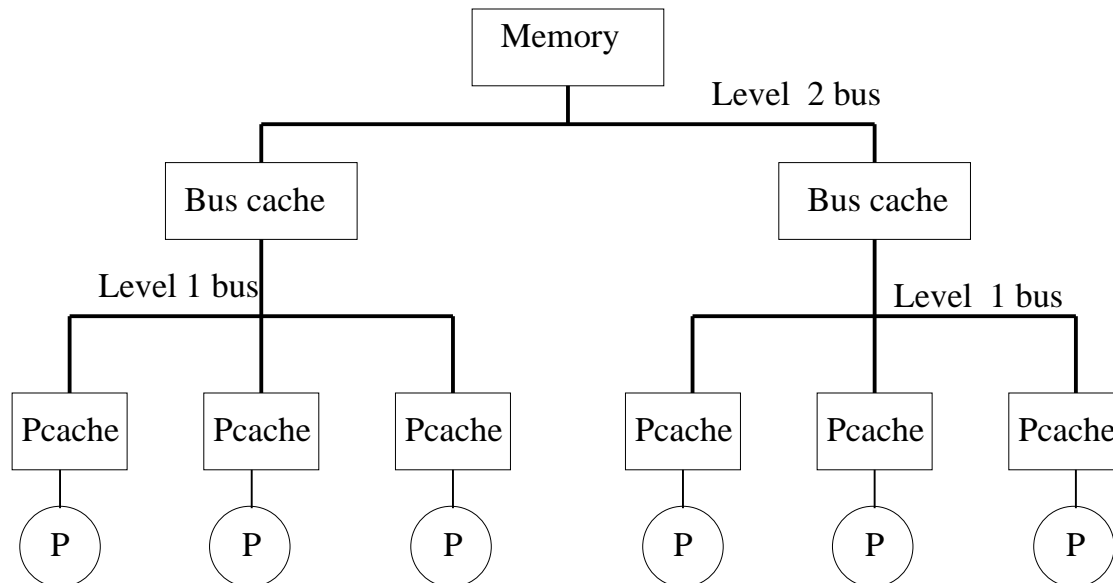 Memory
Level 2 bus
Bus cache
Bus cache
Level 1 bus
Level 1 bus
Pcache
Pcache
Pcache
Pcache
Pcache
Pcache
P
P
P
P
P
P